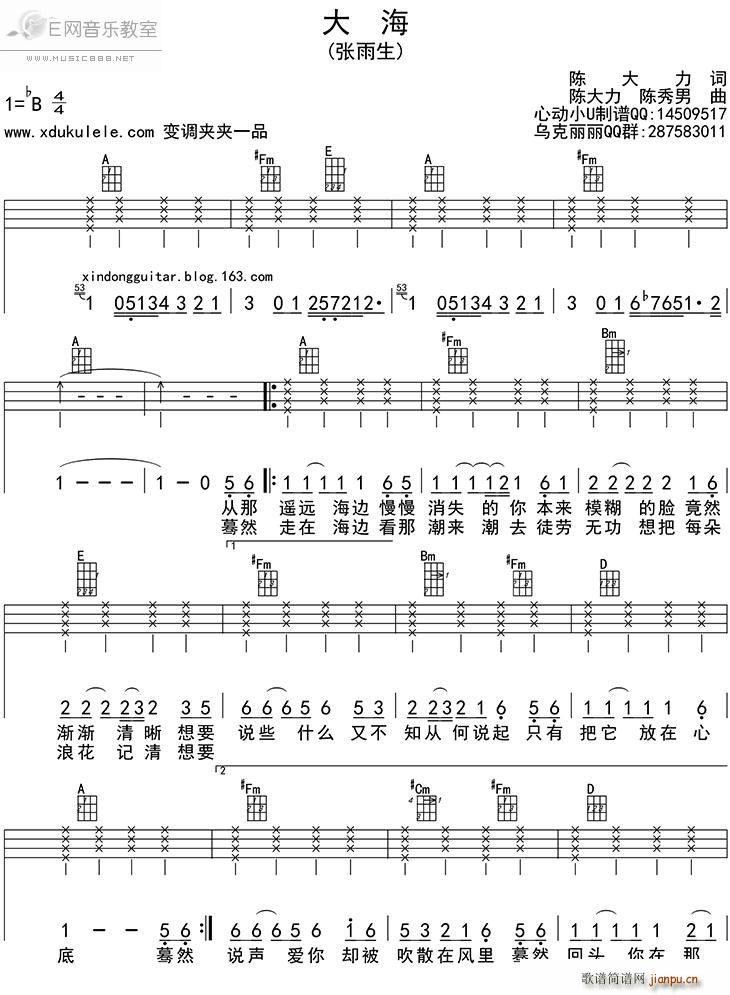 E网音乐教室
www.music888.net
大 海
(张雨生)
陈 大 力 词
陈大力 陈秀男 曲
1=♭B 4/4
心动小U制谱QQ:14509517
www.xdukulele.com 变调夹夹一品
乌克丽丽QQ群:287583011
A #Fm E A #Fm
xindongguitar.blog.163.com
53 1 05134 3 2 1 | 3 0 1 257212· | 53 1 05134 3 2 1 | 3 0 1 6♭7651·2
A A #Fm Bm
1 - - - | 1 - 0 5 6 |: 1 1 1 1 1 6 5 | 1 1 1 1 1 2 1 6 1 | 2 2 2 2 2 1 6
从那 遥远 海边 慢慢 消失 的 你 本来 模糊 的脸 竟然
蓦然 走在 海边 看那 潮来 潮 去 徒劳 无功 想把 每朵
E 1 #Fm Bm #Fm D
2 2 2 2 2 3 3 5 | 6 6 6 6 5 6 5 3 | 2 2 3 2 1 6 5 6 | 1 1 1 1 1 6
渐渐 清晰 想要 说些 什么 又不 知从 何说起 只有 把它 放在 心
浪花 记清 想要
2
A #Fm #Cm #Fm D
4
1 - - 5 6 :| 6 6 6 6 5 6 1 6 | 5 5 3 2 1 6 5 6 | 1 1 1 1 1 6
底 蓦然 说声 爱你 却被 吹散在风里 蓦然 回头 你在 那
歌谱简谱网 jianpu.cn